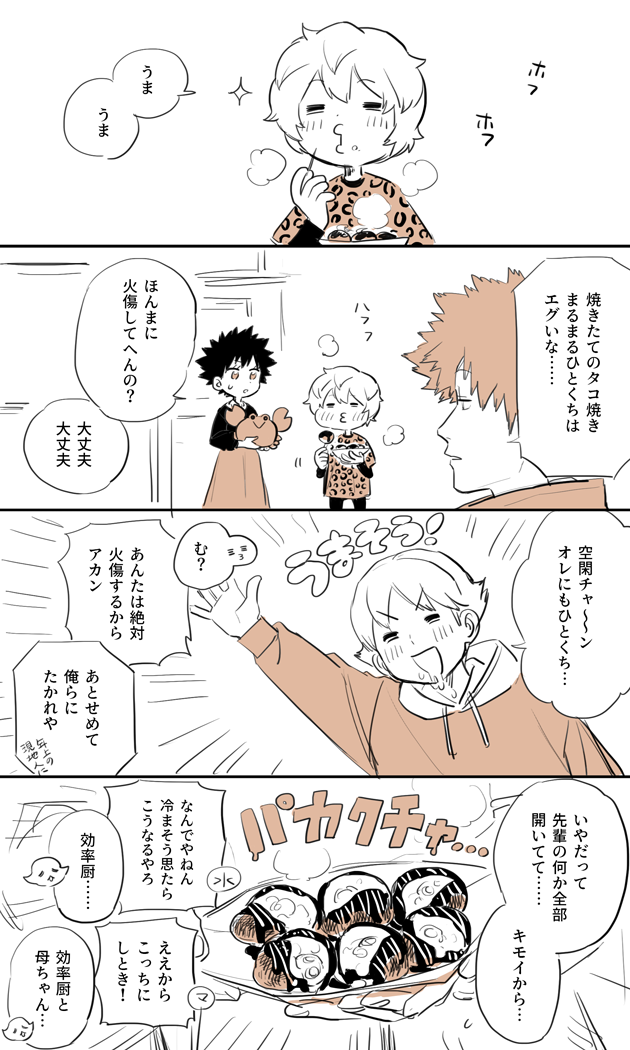 ホフ
ホフ
うま
うま
焼きたてのタコ焼き
まるまるひとくちは
エグいな……
ハフフ
ほんまに
火傷してへんの？
大丈夫
大丈夫
空閑チャ〜〜ン
オレにもひとくち…
うまそう！
む？
あんたは絶対
火傷するから
アカン
あとせめて
俺らに
たかれや
年上の
現地人に
いやだって
先輩の何か全部
開いてて……
キモイから…
パカクチャ…
なんでやねん
冷まそう思たら
こうなるやろ
水
効率厨……
ええから
こっちに
しとき！
マ
効率厨と
母ちゃん…